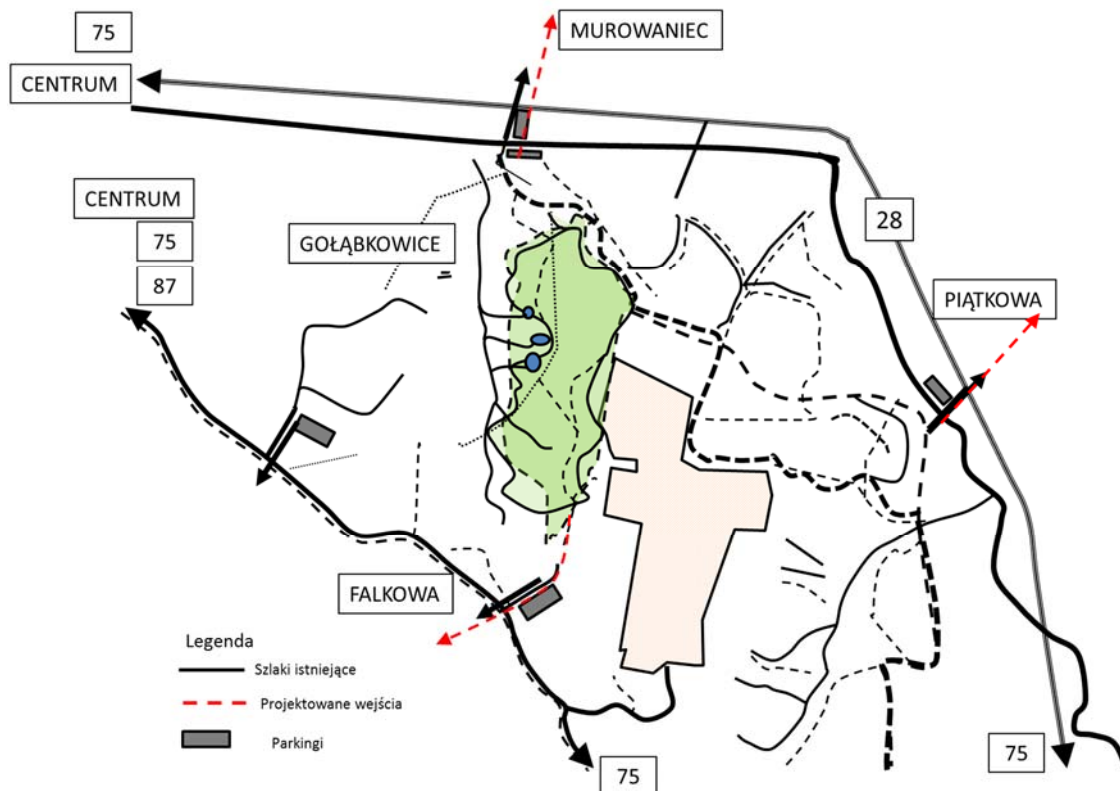 75
MUROWANIEC
CENTRUM
CENTRUM
75
87
GOŁĄBKOWICE
28
PIĄTKOWA
FALKOWA
Legenda
Szlaki istniejące
Projektowane wejścia
Parkingi
75
75